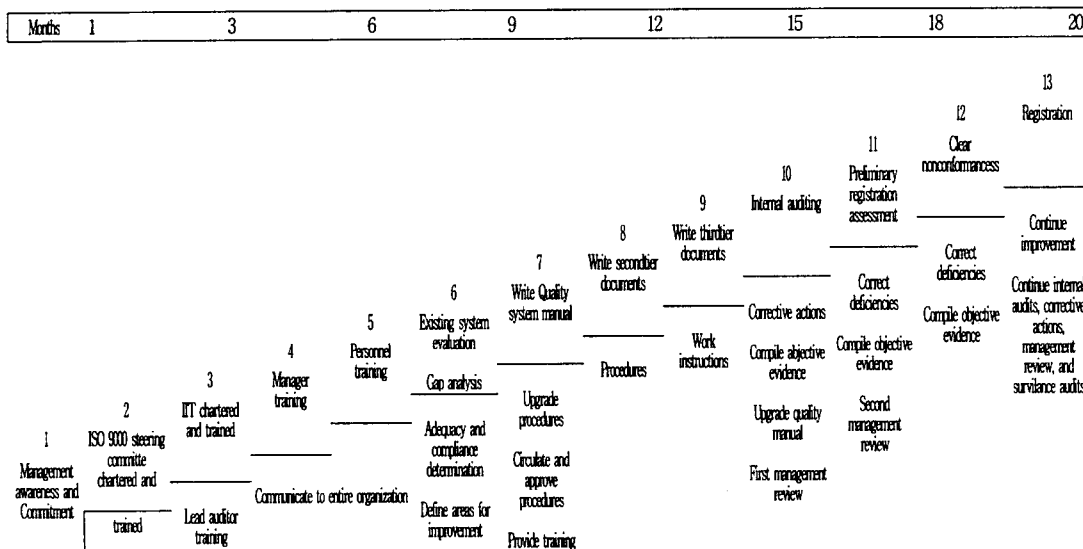 Months 1 3 6 9 12 15 18 20
1
Management
awareness and
Commitment
2
ISO 9000 steering
committe
chartered and
trained
3
IIT chartered
and trained
Lead auditor
training
4
Manager
training
Communicate to entire organization
5
Personnel
training
6
Existing system
evaluation
Gap analysis
Adequacy and
compliance
determination
Define areas for
improvement
7
Write Quality
system manual
Upgrade
procedures
Circulate and
approve
procedures
Provide training
8
Write secondtier
documents
Procedures
9
Write thirdtier
documents
Work
instructions
10
Internal auditing
Corrective actions
Compile abjective
evidence
Upgrade quality
manual
First management
review
11
Preliminary
registration
assessment
Correct
deficiencies
Compile objective
evidence
Second
management
review
12
Clear
nonconformancess
Correct
deficiencies
Compile objective
evidence
13
Registration
Continue
improvement
Continue internal
audits, corrective
actions,
management
review, and
survilance audits